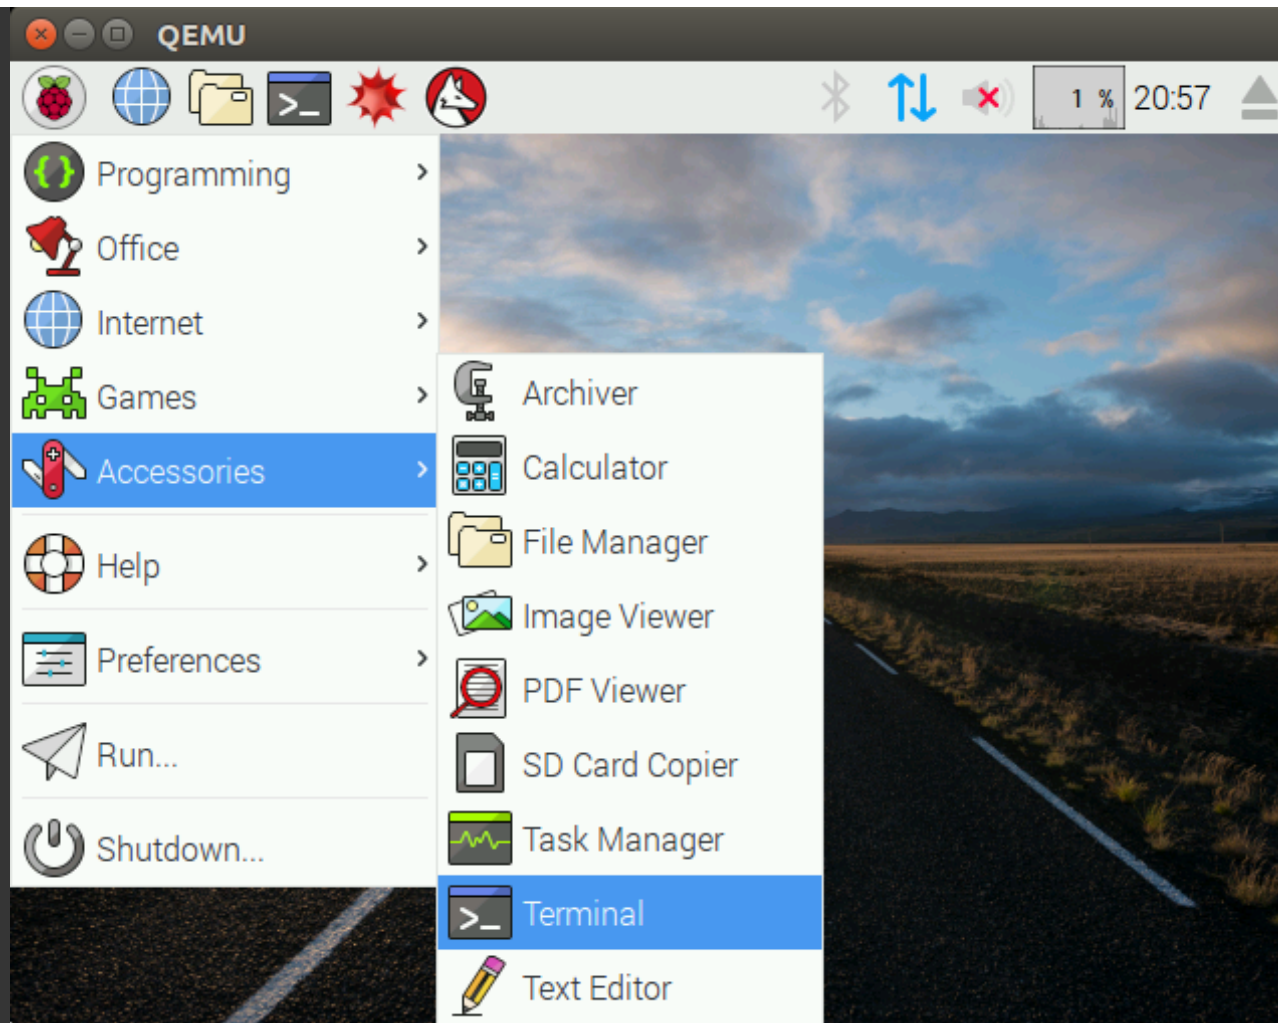 QEMU
1 % 20:57
Programming
Office
Internet
Games
Accessories
Help
Preferences
Run...
Shutdown...
Archiver
Calculator
File Manager
Image Viewer
PDF Viewer
SD Card Copier
Task Manager
Terminal
Text Editor